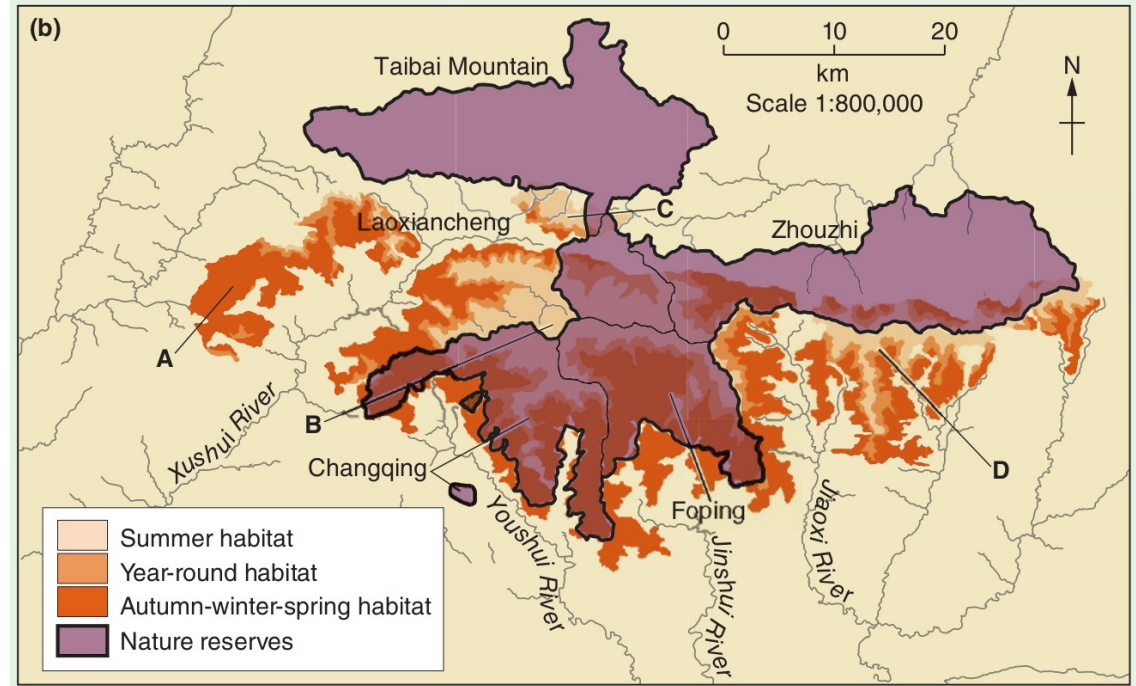 (b)
0 10 20
km
Scale 1:800,000
N
Taibai Mountain
C
Laoxiancheng
Zhouzhi
A
B
Xushui River
Changqing
D
Foping
Youshui River
Jinshui River
Jiaoxi River
Summer habitat
Year-round habitat
Autumn-winter-spring habitat
Nature reserves